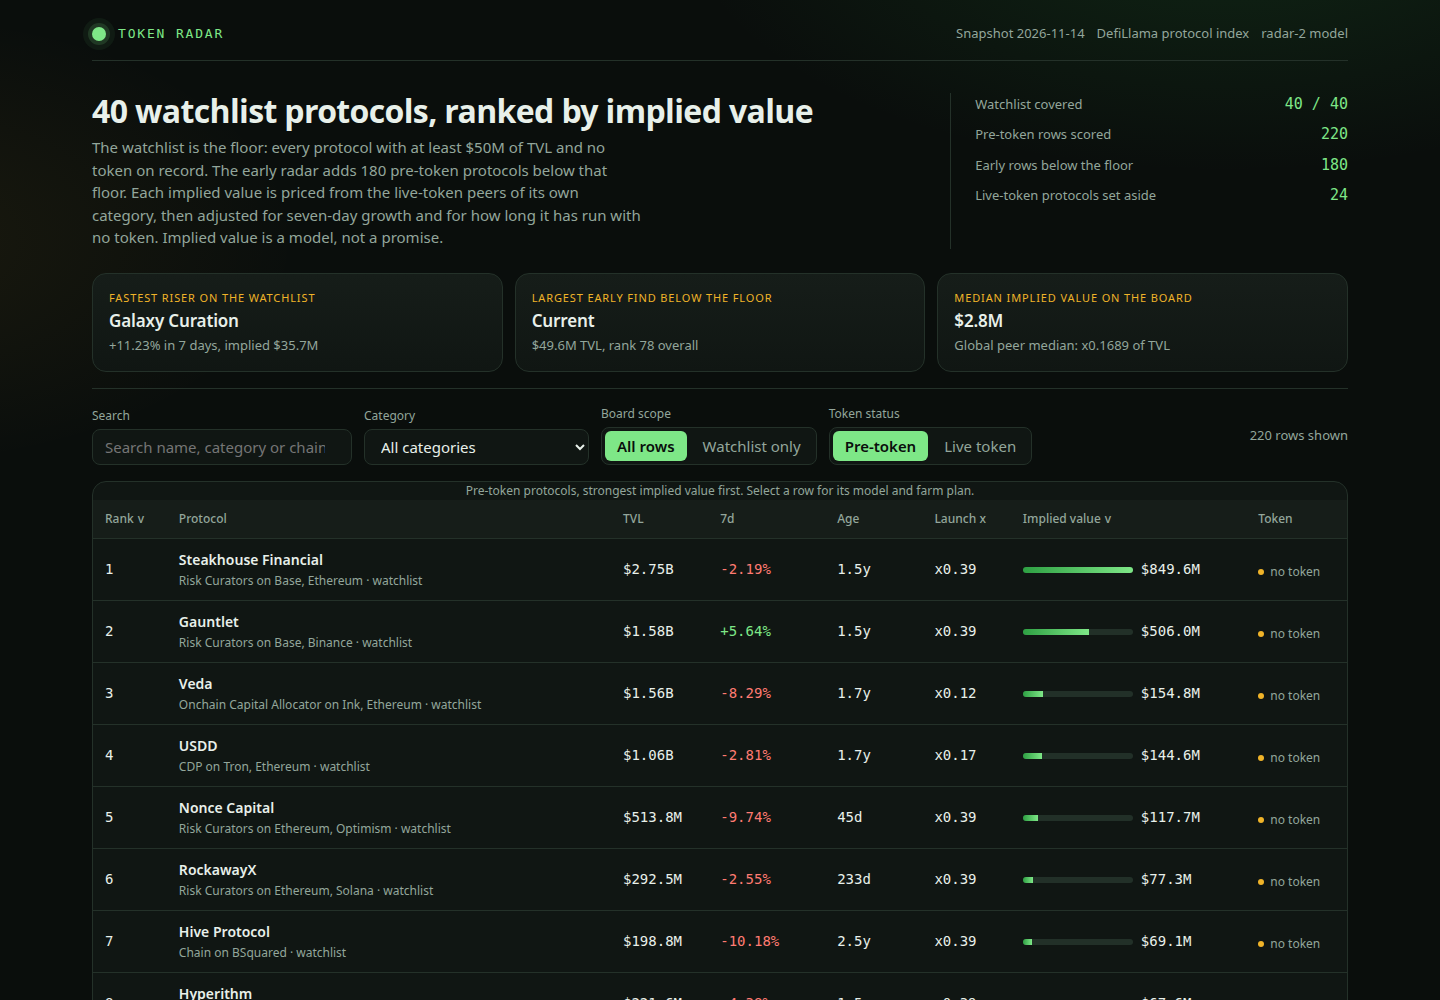 TOKEN RADAR
Snapshot 2026-11-14 DefiLlama protocol index radar-2 model
40 watchlist protocols, ranked by implied value
The watchlist is the floor: every protocol with at least $50M of TVL and no
token on record. The early radar adds 180 pre-token protocols below that
floor. Each implied value is priced from the live-token peers of its own
category, then adjusted for seven-day growth and for how long it has run with
no token. Implied value is a model, not a promise.
Watchlist covered 40 / 40
Pre-token rows scored 220
Early rows below the floor 180
Live-token protocols set aside 24
FASTEST RISER ON THE WATCHLIST
Galaxy Curation
+11.23% in 7 days, implied $35.7M
LARGEST EARLY FIND BELOW THE FLOOR
Current
$49.6M TVL, rank 78 overall
MEDIAN IMPLIED VALUE ON THE BOARD
$2.8M
Global peer median: x0.1689 of TVL
Search Category Board scope Token status
Search name, category or chain All categories All rows Watchlist only Pre-token Live token 220 rows shown
Pre-token protocols, strongest implied value first. Select a row for its model and farm plan.
Rank v Protocol TVL 7d Age Launch x Implied value v Token
1 Steakhouse Financial $2.75B -2.19% 1.5y x0.39 $849.6M no token
Risk Curators on Base, Ethereum · watchlist
2 Gauntlet $1.58B +5.64% 1.5y x0.39 $506.0M no token
Risk Curators on Base, Binance · watchlist
3 Veda $1.56B -8.29% 1.7y x0.12 $154.8M no token
Onchain Capital Allocator on Ink, Ethereum · watchlist
4 USDD $1.06B -2.81% 1.7y x0.17 $144.6M no token
CDP on Tron, Ethereum · watchlist
5 Nonce Capital $513.8M -9.74% 45d x0.39 $117.7M no token
Risk Curators on Ethereum, Optimism · watchlist
6 RockawayX $292.5M -2.55% 233d x0.39 $77.3M no token
Risk Curators on Ethereum, Solana · watchlist
7 Hive Protocol $198.8M -10.18% 2.5y x0.39 $69.1M no token
Chain on BSquared · watchlist
Hyperithm